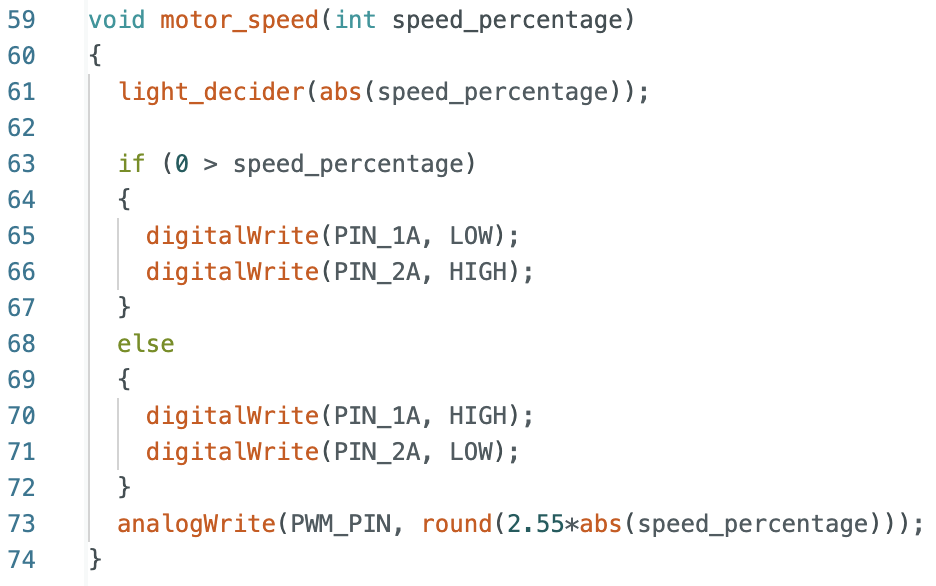 59 void motor_speed(int speed_percentage)
60 {
61 light_decider(abs(speed_percentage));
62
63 if (0 > speed_percentage)
64 {
65 digitalWrite(PIN_1A, LOW);
66 digitalWrite(PIN_2A, HIGH);
67 }
68 else
69 {
70 digitalWrite(PIN_1A, HIGH);
71 digitalWrite(PIN_2A, LOW);
72 }
73 analogWrite(PWM_PIN, round(2.55*abs(speed_percentage)));
74 }